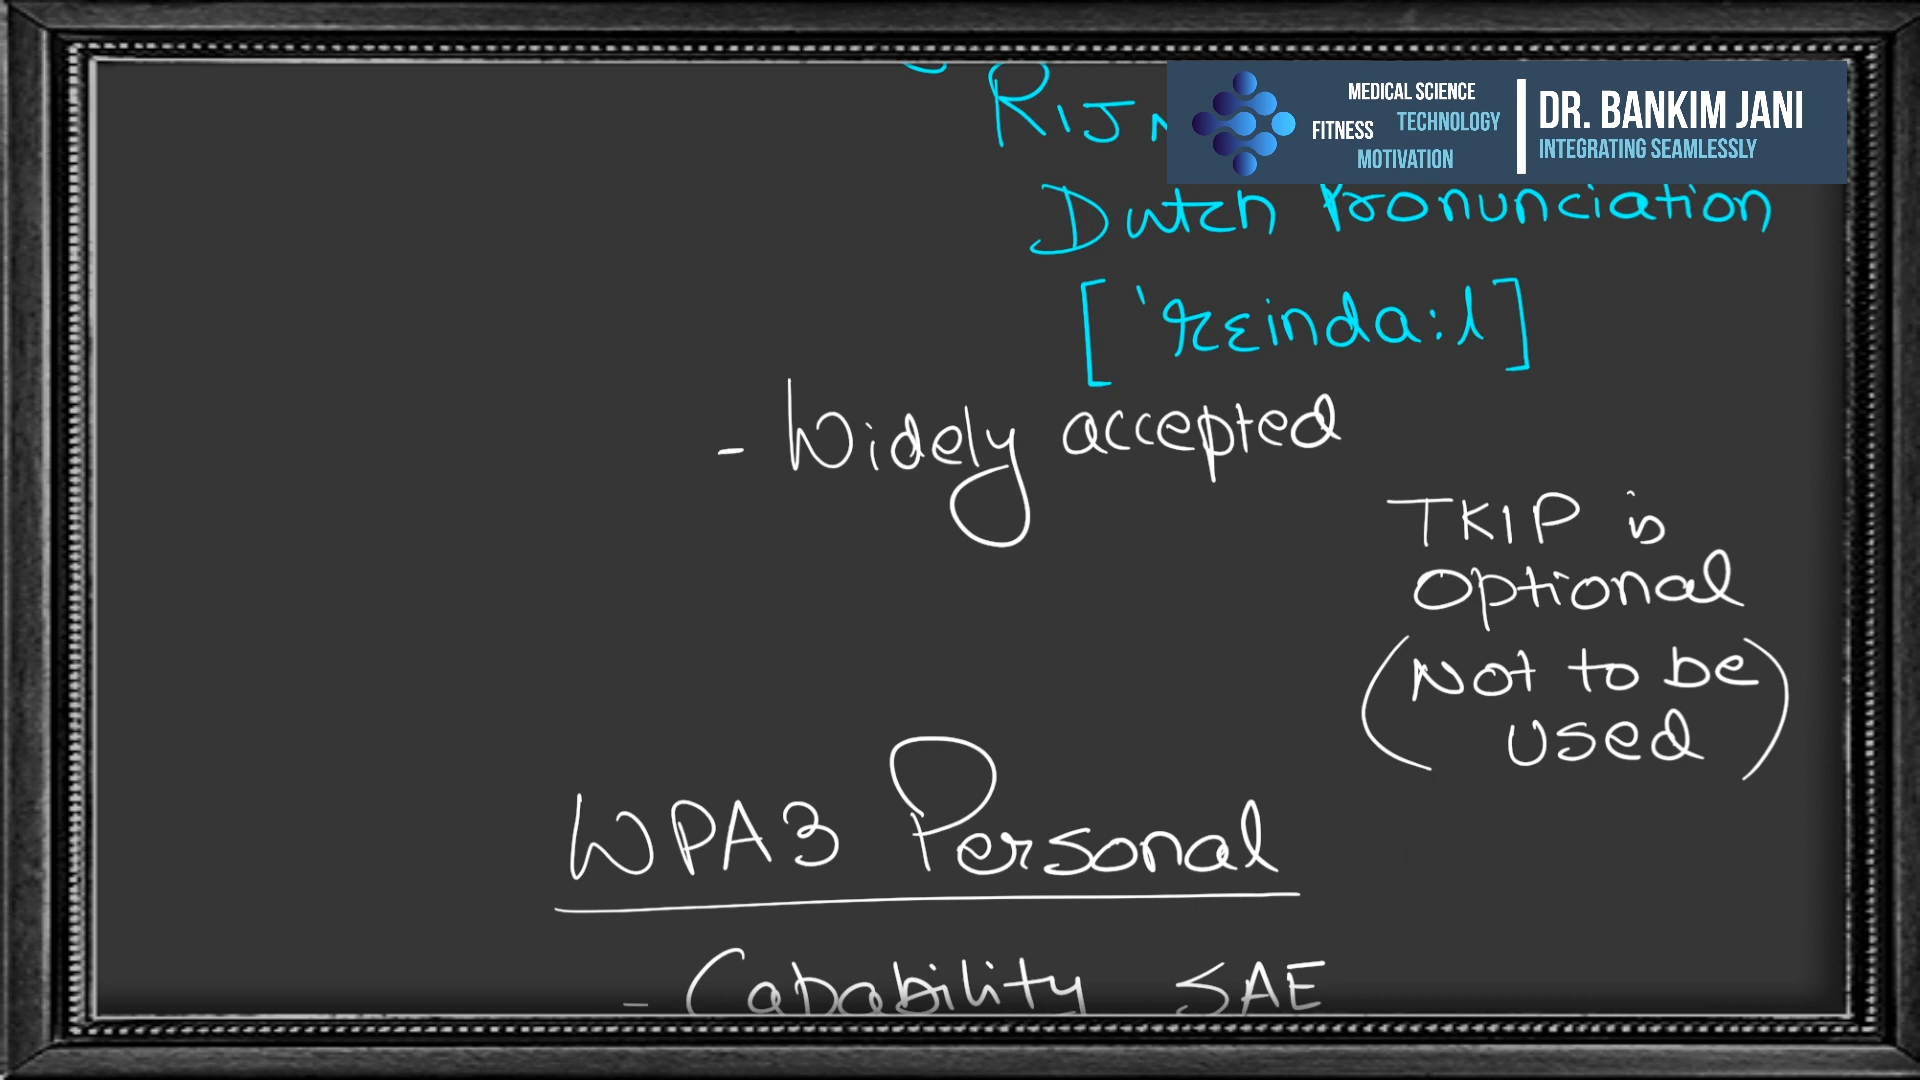 MEDICAL SCIENCE
FITNESS TECHNOLOGY
MOTIVATION
DR. BANKIM JANI
INTEGRATING SEAMLESSLY
Dutch Pronunciation
['rɛinda:l]
- Widely accepted
TKIP is
optional
(Not to be
used)
WPA3 Personal
- Capability SAE